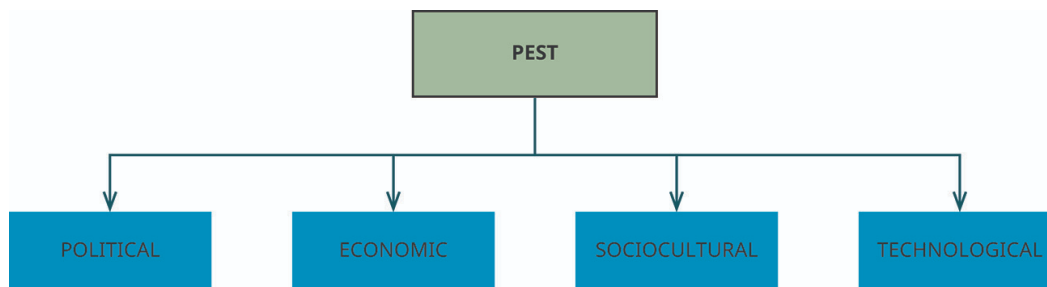 PEST
POLITICAL
ECONOMIC
SOCIOCULTURAL
TECHNOLOGICAL